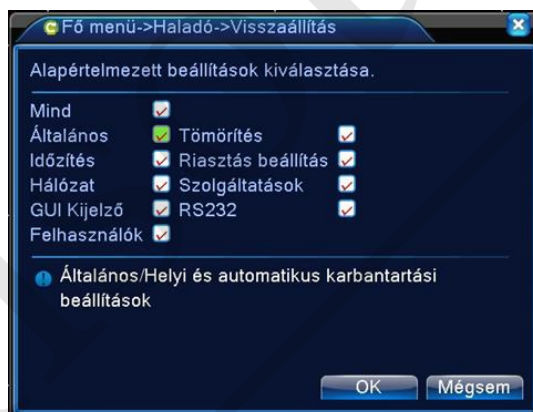 Fő menü->Haladó->Visszaállítás
Alapértelmezett beállítások kiválasztása.
Mind
Általános Tömörítés
Időzítés Riasztás beállítás
Hálózat Szolgáltatások
GUI Kijelző RS232
Felhasználók
Általános/Helyi és automatikus karbantartási
beállítások
OK Mégsem